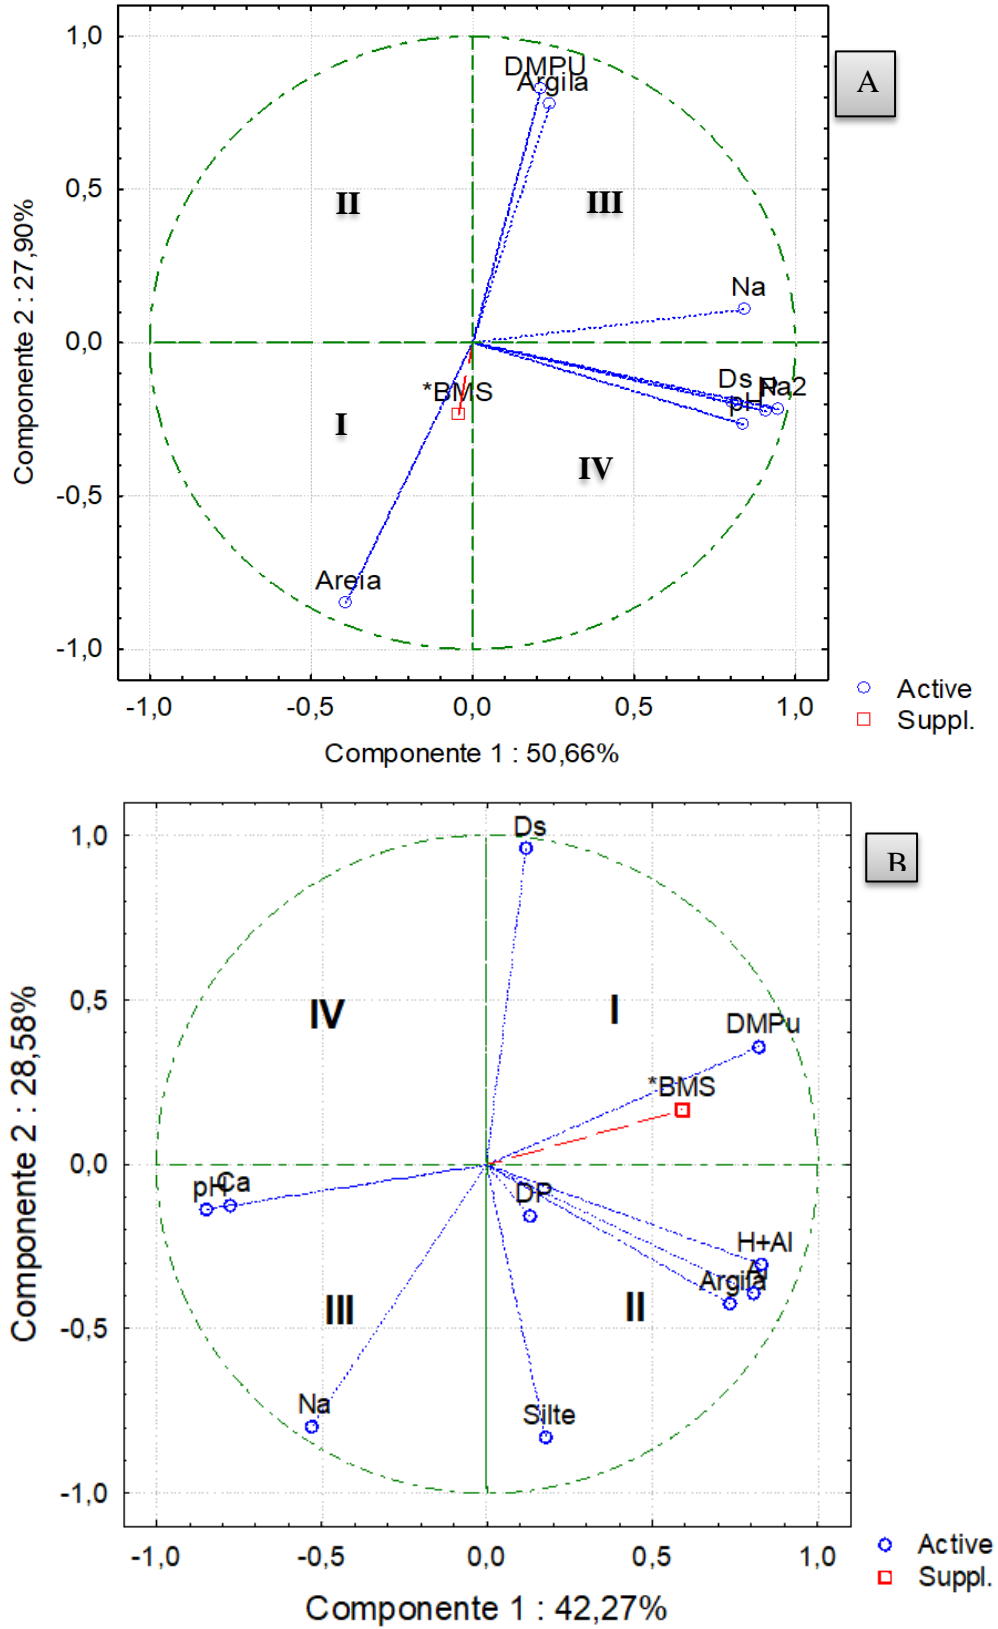 1,0
DMPU
Argila
A
0,5
II
III
Componente 2 : 27,90%
Na
0,0
Ds
Na2
pH
*BMS
I
IV
-0,5
Areia
-1,0
-1,0
-0,5
0,0
0,5
1,0
Active
Suppl.
Componente 1 : 50,66%
1,0
Ds
B
0,5
IV
I
DMPu
*BMS
Componente 2 : 28,58%
0,0
pH
Ca
DP
H+Al
Al
Argila
III
II
-0,5
Na
Silte
-1,0
-1,0
-0,5
0,0
0,5
1,0
Active
Suppl.
Componente 1 : 42,27%